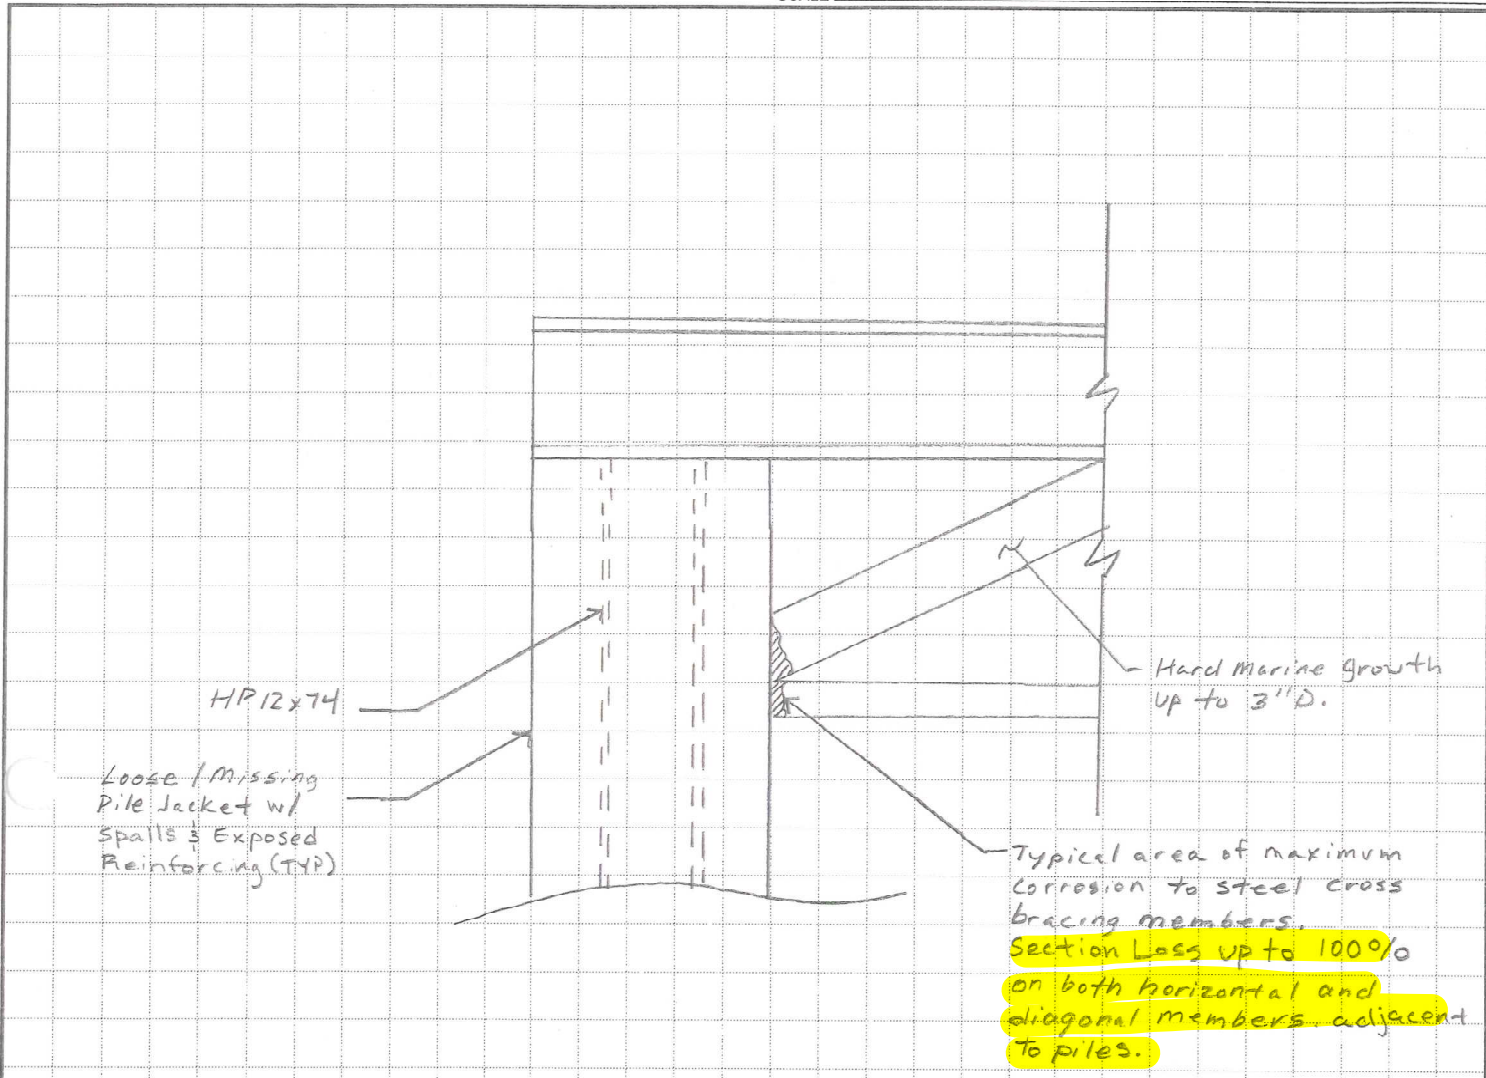 HP 12x74
Loose / Missing
Pile Jacket w/
Spalls & Exposed
Reinforcing (TYP)
Hard Marine growth
up to 3"D.
Typical area of maximum
corrosion to steel cross
bracing members.
Section Loss up to 100%
on both horizontal and
diagonal members adjacent
to piles.